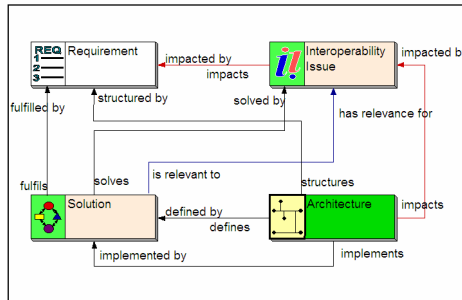 REQ
1
2
3
Requirement
impacted by
impacts
Interoperability
Issue
impacted b
fulfilled by
structured by
solved by
has relevance for
is relevant to
fulfils
solves
structures
Solution
defined by
defines
Architecture
impacts
implemented by
implements